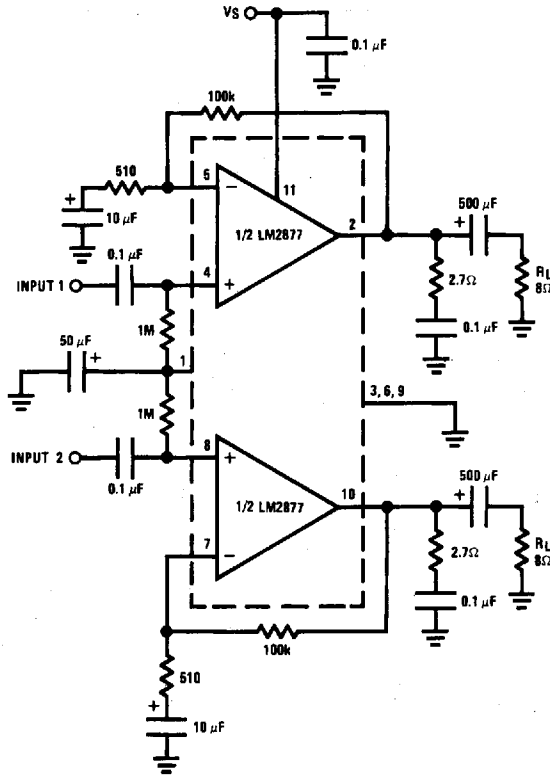 VS
0.1 µF
100k
510
5
−
11
+
10 µF
1/2 LM2877
2
500 µF
+
0.1 µF
INPUT 1
4
+
2.7Ω
RL
8Ω
1M
0.1 µF
50 µF
+
1
3, 6, 9
1M
INPUT 2
8
+
0.1 µF
1/2 LM2877
10
500 µF
+
7
−
2.7Ω
RL
8Ω
0.1 µF
100k
510
+
10 µF